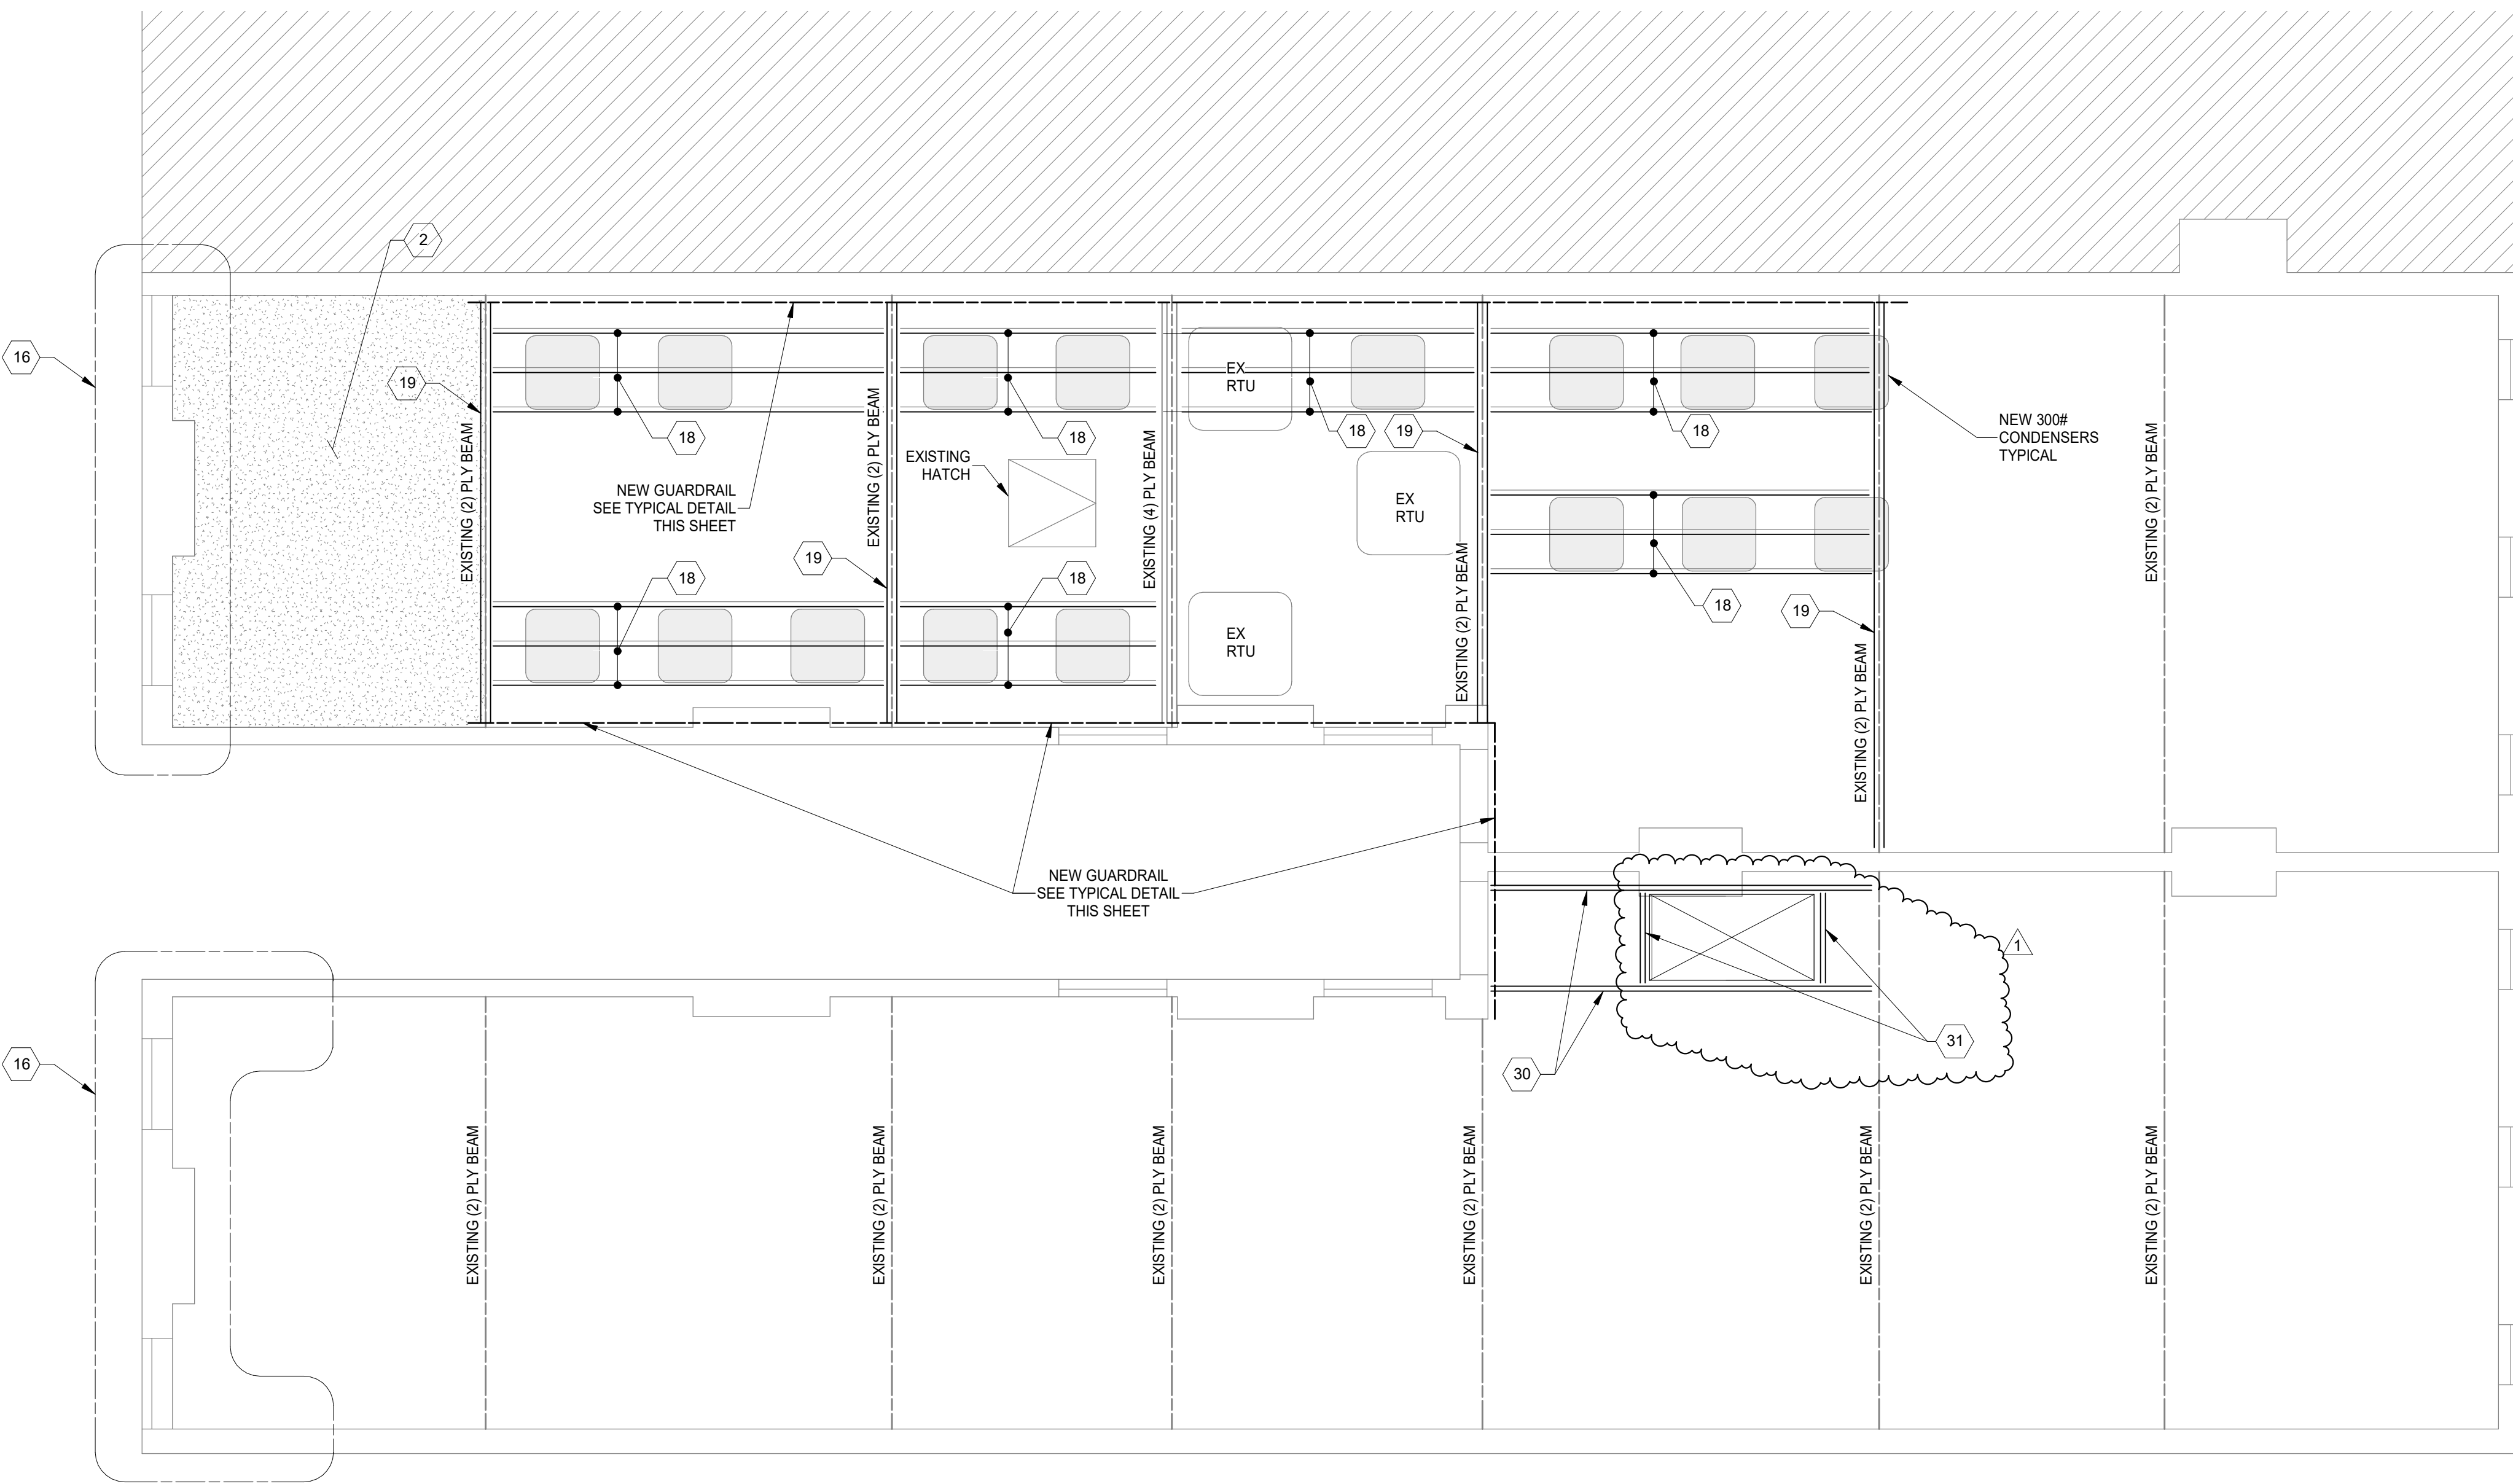 2
16
19
EXISTING (2) PLY BEAM
18
NEW GUARDRAIL
SEE TYPICAL DETAIL
THIS SHEET
18
EXISTING (2) PLY BEAM
19
18
EXISTING
HATCH
18
EXISTING (4) PLY BEAM
EX
RTU
18
19
EX
RTU
EX
RTU
EXISTING (2) PLY BEAM
18
18
19
EXISTING (2) PLY BEAM
NEW 300#
CONDENSERS
TYPICAL
EXISTING (2) PLY BEAM
NEW GUARDRAIL
SEE TYPICAL DETAIL
THIS SHEET
1
31
30
16
EXISTING (2) PLY BEAM
EXISTING (2) PLY BEAM
EXISTING (2) PLY BEAM
EXISTING (2) PLY BEAM
EXISTING (2) PLY BEAM
EXISTING (2) PLY BEAM